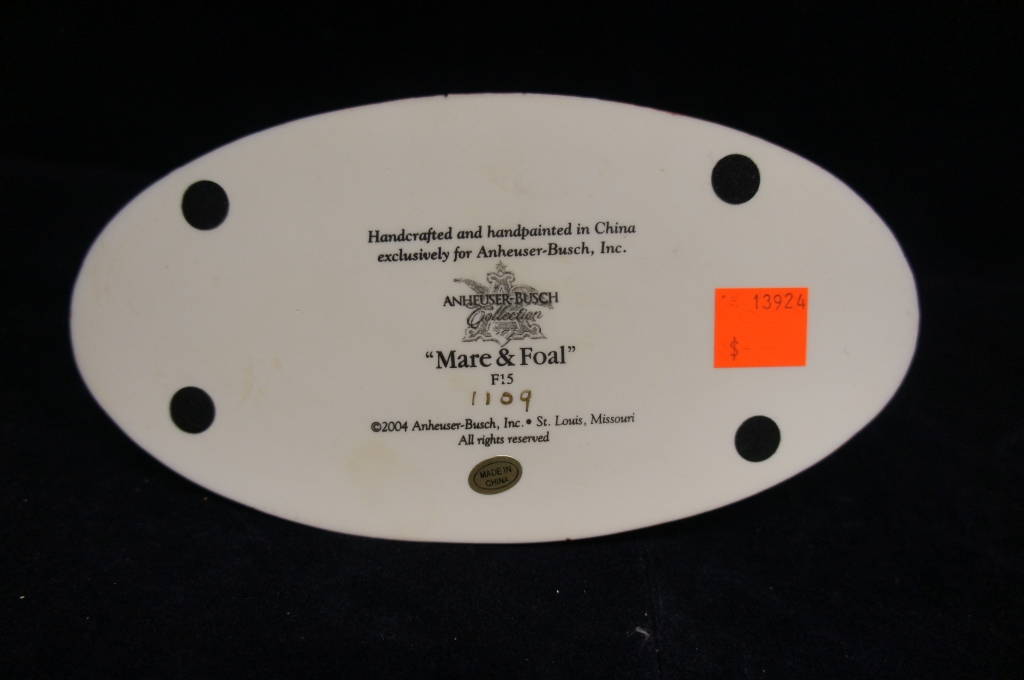 Handcrafted and handpainted in China
exclusively for Anheuser-Busch, Inc.
ANHEUSER-BUSCH
Collection
"Mare & Foal"
F15
1109
©2004 Anheuser-Busch, Inc. • St. Louis, Missouri
All rights reserved
MADE IN
CHINA
13924
$